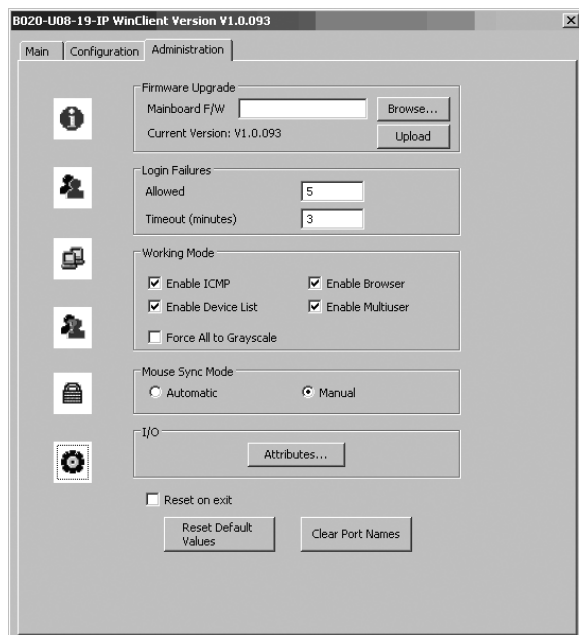 B020-U08-19-IP WinClient Version V1.0.093
Main Configuration Administration
Firmware Upgrade
Mainboard F/W Browse...
Current Version: V1.0.093 Upload
Login Failures
Allowed 5
Timeout (minutes) 3
Working Mode
Enable ICMP Enable Browser
Enable Device List Enable Multiuser
Force All to Grayscale
Mouse Sync Mode
Automatic Manual
I/O
Attributes...
Reset on exit
Reset Default
Values
Clear Port Names